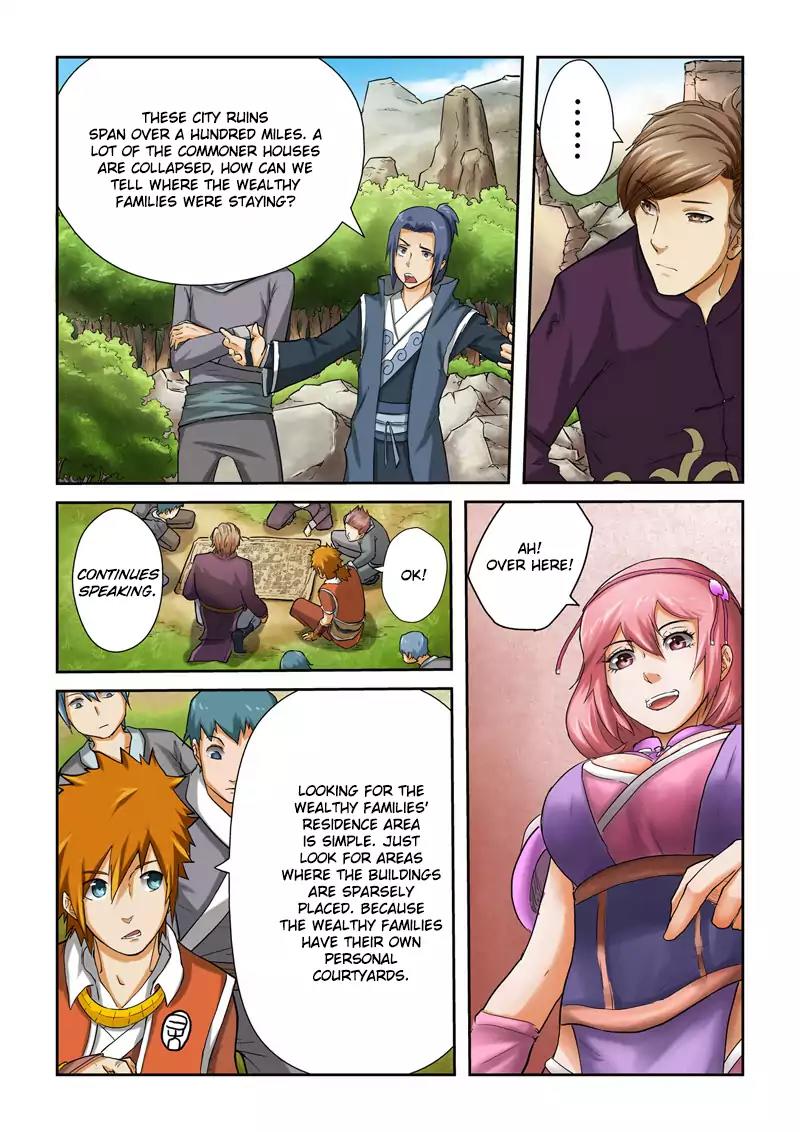 THESE CITY RUINS
SPAN OVER A HUNDRED MILES. A
LOT OF THE COMMONER HOUSES
ARE COLLAPSED, HOW CAN WE
TELL WHERE THE WEALTHY
FAMILIES WERE STAYING?
......
CONTINUES
SPEAKING.
OK!
AH!
OVER HERE!
LOOKING FOR THE
WEALTHY FAMILIES'
RESIDENCE AREA
IS SIMPLE. JUST
LOOK FOR AREAS
WHERE THE BUILDINGS
ARE SPARSELY
PLACED. BECAUSE
THE WEALTHY FAMILIES
HAVE THEIR OWN
PERSONAL
COURTYARDS.